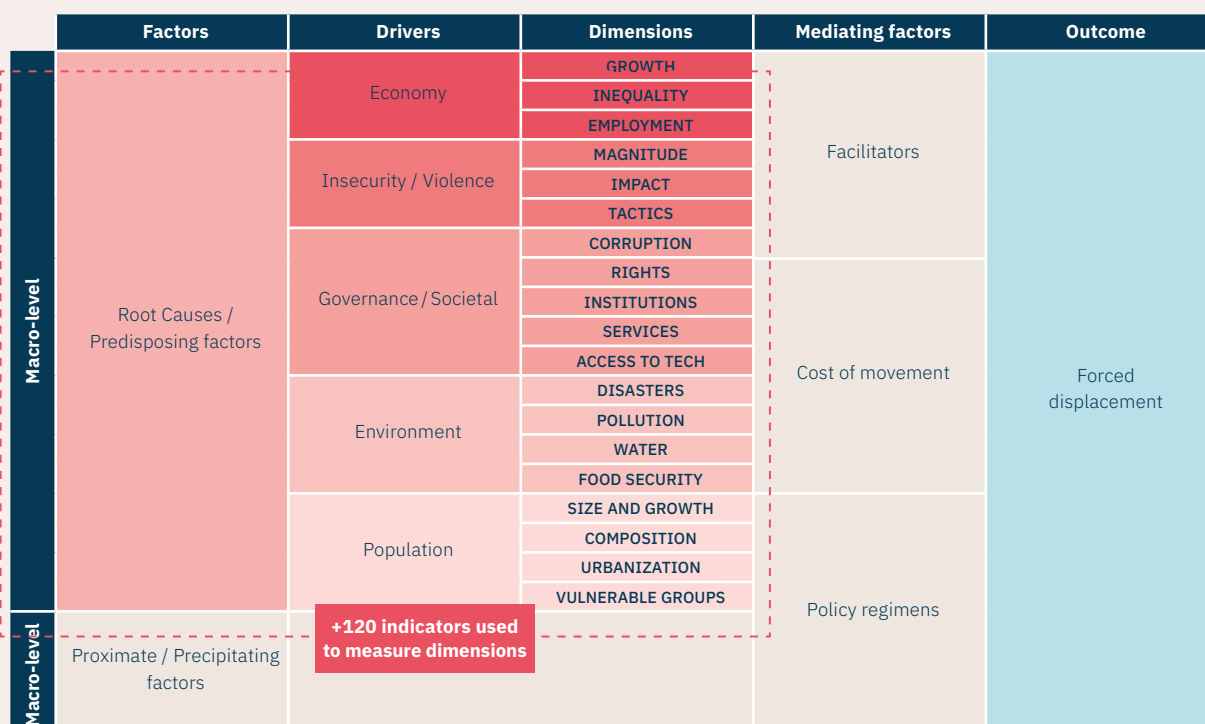 Factors
Drivers
Dimensions
Mediating factors
Outcome
Macro-level
Root Causes /
Predisposing factors
Economy
GROWTH
INEQUALITY
EMPLOYMENT
Insecurity / Violence
MAGNITUDE
IMPACT
TACTICS
Governance / Societal
CORRUPTION
RIGHTS
INSTITUTIONS
SERVICES
ACCESS TO TECH
Environment
DISASTERS
POLLUTION
WATER
FOOD SECURITY
Population
SIZE AND GROWTH
COMPOSITION
URBANIZATION
VULNERABLE GROUPS
Facilitators
Cost of movement
Policy regimens
Forced
displacement
+120 indicators used
to measure dimensions
Macro-level
Proximate / Precipitating
factors